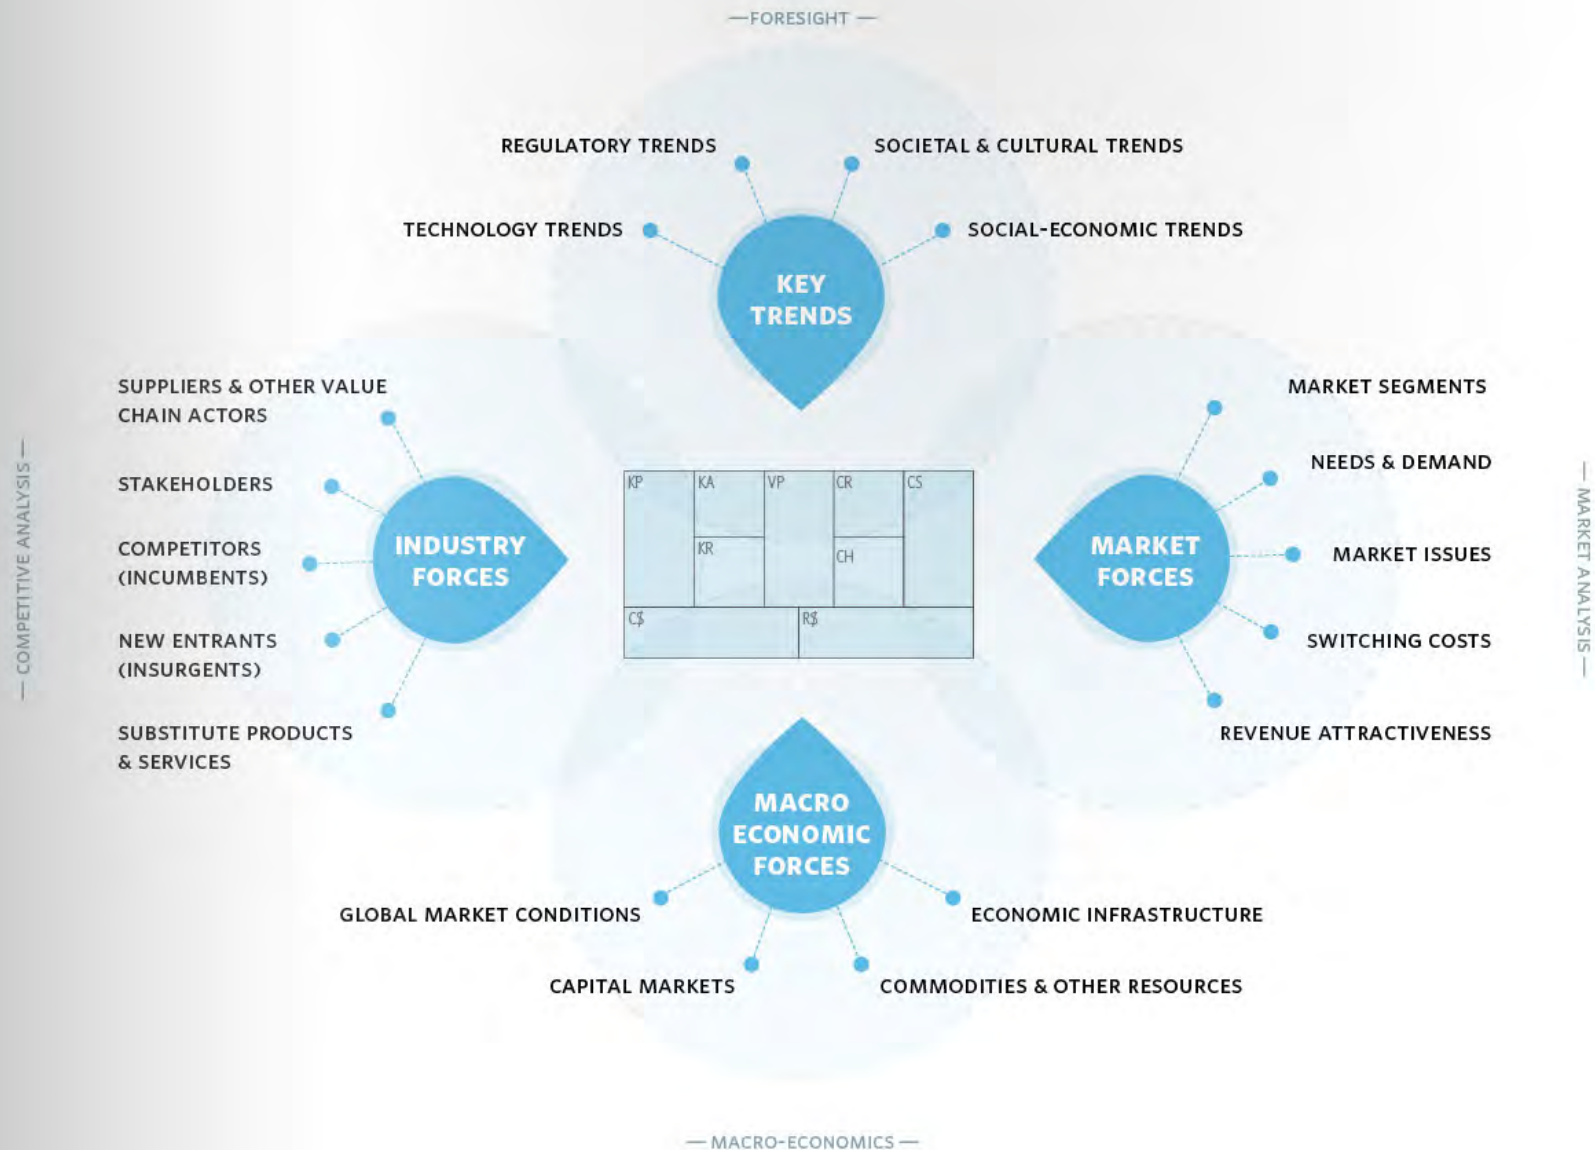 — FORESIGHT —
REGULATORY TRENDS
SOCIETAL & CULTURAL TRENDS
TECHNOLOGY TRENDS
SOCIAL-ECONOMIC TRENDS
KEY
TRENDS
— COMPETITIVE ANALYSIS —
SUPPLIERS & OTHER VALUE
CHAIN ACTORS
STAKEHOLDERS
COMPETITORS
(INCUMBENTS)
NEW ENTRANTS
(INSURGENTS)
SUBSTITUTE PRODUCTS
& SERVICES
INDUSTRY
FORCES
KP
KA
VP
CR
CS
KR
CH
C$
R$
MARKET
FORCES
MARKET SEGMENTS
NEEDS & DEMAND
MARKET ISSUES
SWITCHING COSTS
REVENUE ATTRACTIVENESS
— MARKET ANALYSIS —
MACRO
ECONOMIC
FORCES
GLOBAL MARKET CONDITIONS
ECONOMIC INFRASTRUCTURE
CAPITAL MARKETS
COMMODITIES & OTHER RESOURCES
— MACRO-ECONOMICS —